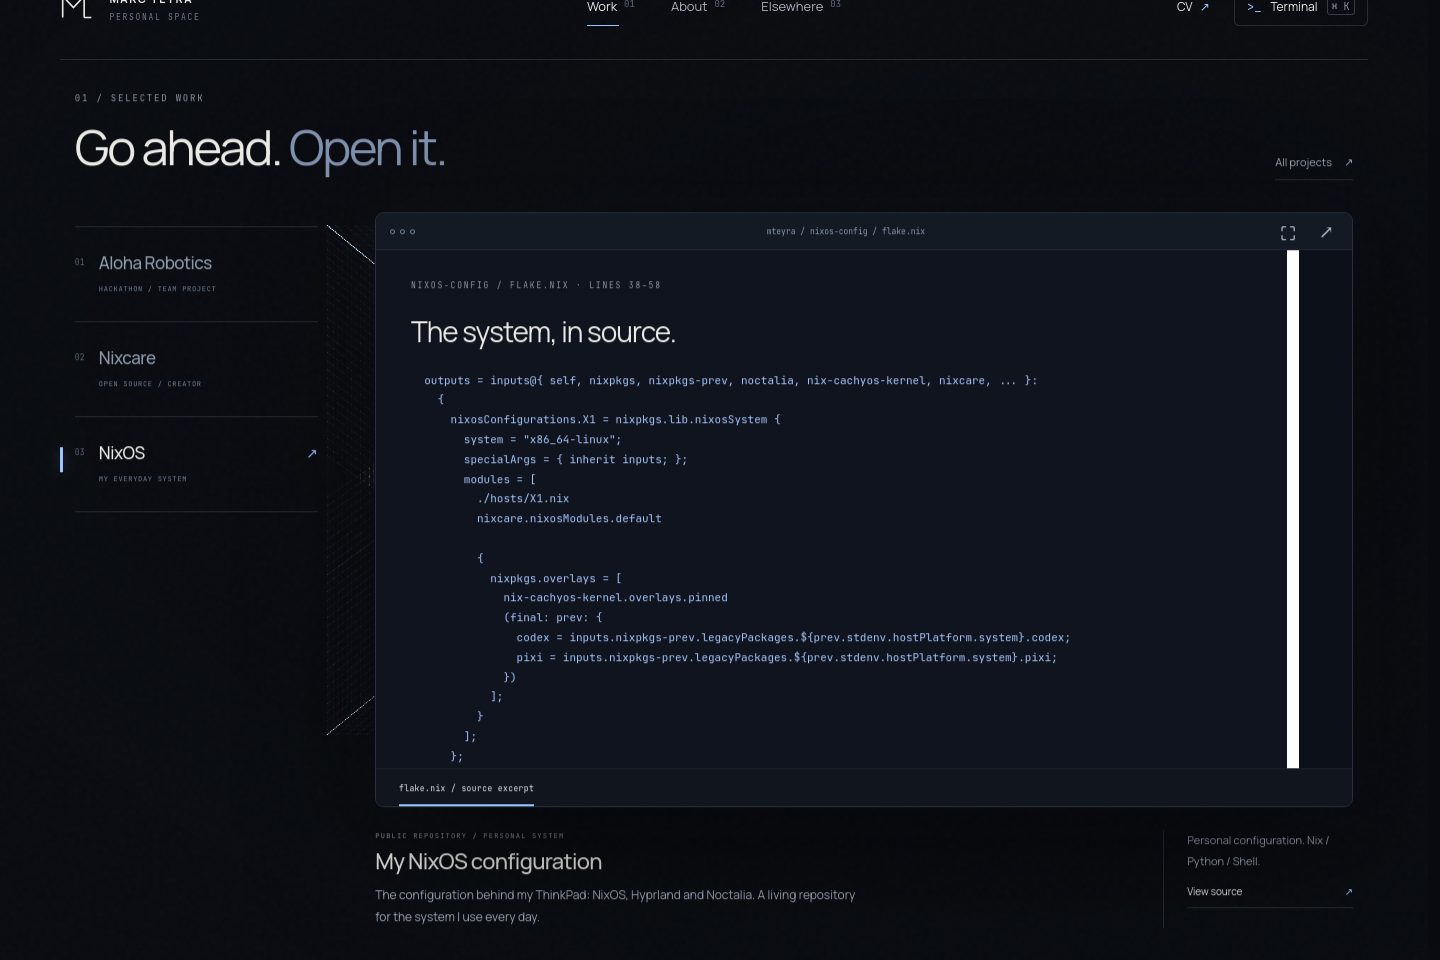 MARC TEYRA
PERSONAL SPACE
Work 01
About 02
Elsewhere 03
CV ↗
>_ Terminal ⌘ K
01 / SELECTED WORK
Go ahead. Open it.
All projects ↗
01 Aloha Robotics
HACKATHON / TEAM PROJECT
02 Nixcare
OPEN SOURCE / CREATOR
03 NixOS ↗
MY EVERYDAY SYSTEM
mteyra / nixos-config / flake.nix
NIXOS-CONFIG / FLAKE.NIX · LINES 38–58
The system, in source.
outputs = inputs@{ self, nixpkgs, nixpkgs-prev, noctalia, nix-cachyos-kernel, nixcare, ... }:
{
nixosConfigurations.X1 = nixpkgs.lib.nixosSystem {
system = "x86_64-linux";
specialArgs = { inherit inputs; };
modules = [
./hosts/X1.nix
nixcare.nixosModules.default
{
nixpkgs.overlays = [
nix-cachyos-kernel.overlays.pinned
(final: prev: {
codex = inputs.nixpkgs-prev.legacyPackages.${prev.stdenv.hostPlatform.system}.codex;
pixi = inputs.nixpkgs-prev.legacyPackages.${prev.stdenv.hostPlatform.system}.pixi;
})
];
}
];
};
flake.nix / source excerpt
PUBLIC REPOSITORY / PERSONAL SYSTEM
My NixOS configuration
The configuration behind my ThinkPad: NixOS, Hyprland and Noctalia. A living repository
for the system I use every day.
Personal configuration. Nix /
Python / Shell.
View source ↗